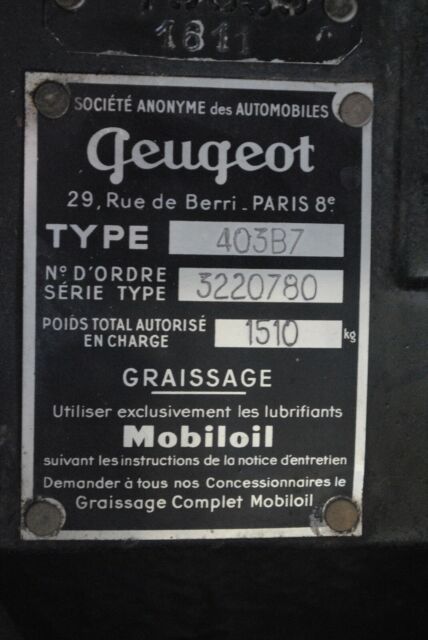 1811
SOCIÉTÉ ANONYME des AUTOMOBILES
Peugeot
29, Rue de Berri - PARIS 8e
TYPE 403B7
No D'ORDRE
SÉRIE TYPE 3220780
POIDS TOTAL AUTORISÉ
EN CHARGE 1510 kg
GRAISSAGE
Utiliser exclusivement les lubrifiants
Mobiloil
suivant les instructions de la notice d'entretien
Demander à tous nos Concessionnaires le
Graissage Complet Mobiloil